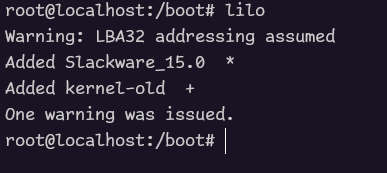 root@localhost:/boot# lilo
Warning: LBA32 addressing assumed
Added Slackware_15.0  *
Added kernel-old  +
One warning was issued.
root@localhost:/boot#